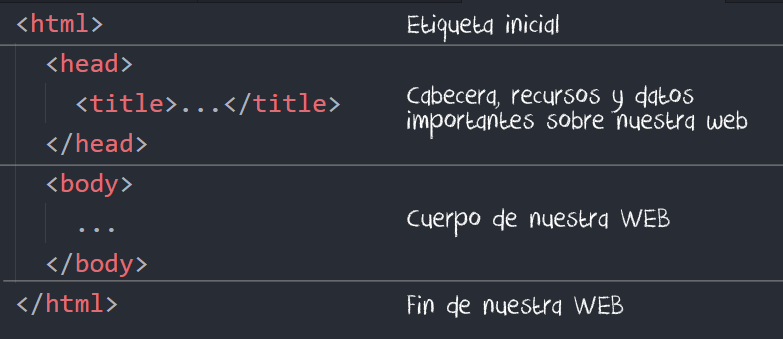 <html> Etiqueta inicial
<head>
<title>...</title> Cabecera, recursos y datos
importantes sobre nuestra web
</head>
<body>
... Cuerpo de nuestra WEB
</body>
</html> Fin de nuestra WEB